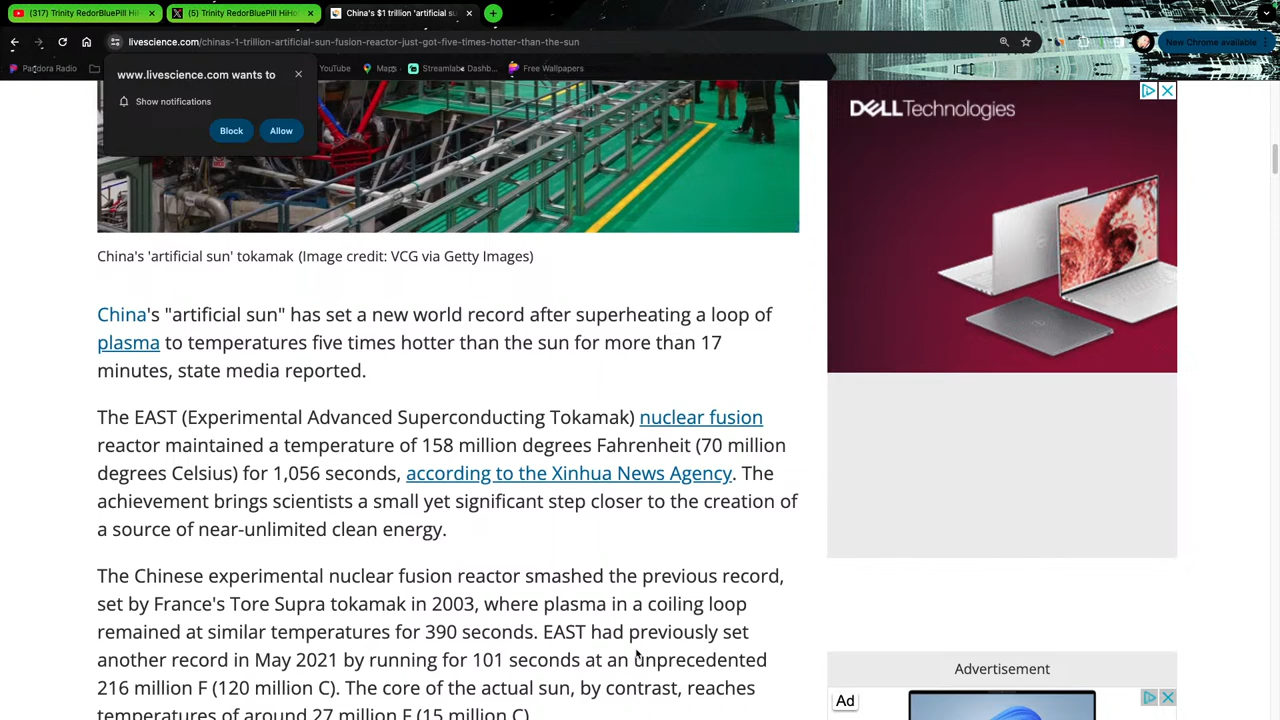 (317) Trinity RedorBluePill Hi
(5) Trinity RedorBluePill HiHo
China's $1 trillion 'artificial su
livescience.com/chinas-1-trillion-artificial-sun-fusion-reactor-just-got-five-times-hotter-than-the-sun
New Chrome available
Pandora Radio
YouTube
Maps
Streamlabs Dashb...
Free Wallpapers
www.livescience.com wants to
Show notifications
Block
Allow
DELLTechnologies
China's 'artificial sun' tokamak (Image credit: VCG via Getty Images)
China's "artificial sun" has set a new world record after superheating a loop of
plasma to temperatures five times hotter than the sun for more than 17
minutes, state media reported.
The EAST (Experimental Advanced Superconducting Tokamak) nuclear fusion
reactor maintained a temperature of 158 million degrees Fahrenheit (70 million
degrees Celsius) for 1,056 seconds, according to the Xinhua News Agency. The
achievement brings scientists a small yet significant step closer to the creation of
a source of near-unlimited clean energy.
The Chinese experimental nuclear fusion reactor smashed the previous record,
set by France's Tore Supra tokamak in 2003, where plasma in a coiling loop
remained at similar temperatures for 390 seconds. EAST had previously set
another record in May 2021 by running for 101 seconds at an unprecedented
216 million F (120 million C). The core of the actual sun, by contrast, reaches
temperatures of around 27 million F (15 million C).
Advertisement
Ad